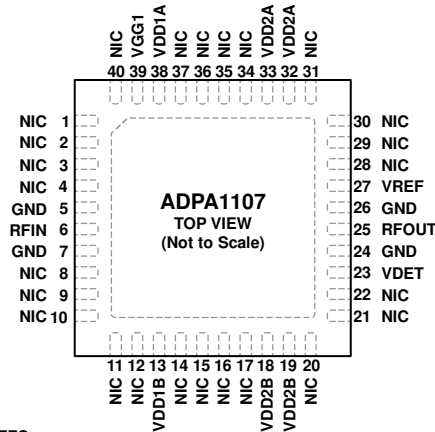 NIC VGG1 VDD1A NIC NIC NIC NIC VDD2A VDD2A NIC
40 39 38 37 36 35 34 33 32 31
NIC 1
NIC 2
NIC 3
NIC 4
GND 5
RFIN 6
GND 7
NIC 8
NIC 9
NIC 10
ADPA1107
TOP VIEW
(Not to Scale)
30 NIC
29 NIC
28 NIC
27 VREF
26 GND
25 RFOUT
24 GND
23 VDET
22 NIC
21 NIC
11 12 13 14 15 16 17 18 19 20
NIC NIC VDD1B NIC NIC NIC NIC VDD2B VDD2B NIC